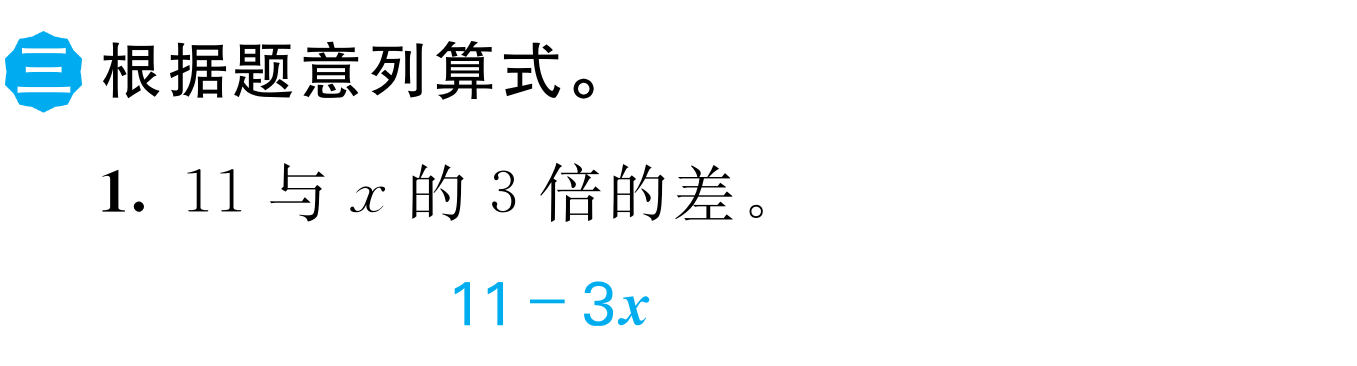 三 根据题意列算式。
1. 11 与 x 的 3 倍的差。
11 − 3x